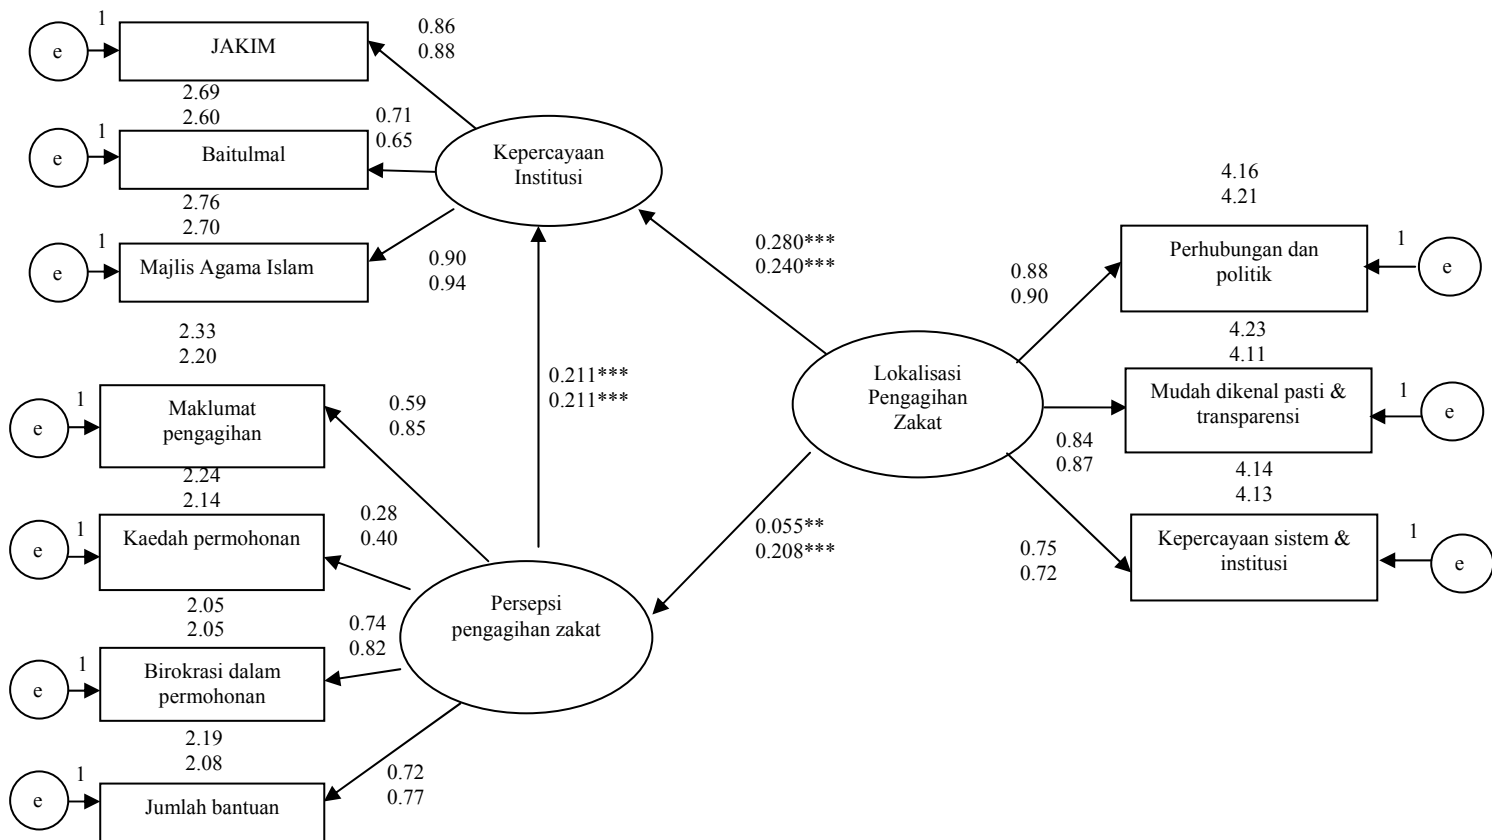 1
e
JAKIM
0.86
0.88
2.69
2.60
1
e
Baitulmal
0.71
0.65
Kepercayaan
Institusi
2.76
2.70
1
e
Majlis Agama Islam
0.90
0.94
2.33
2.20
1
e
Maklumat
pengagihan
0.59
0.85
2.24
2.14
1
e
Kaedah permohonan
0.28
0.40
2.05
2.05
1
e
Birokrasi dalam
permohonan
0.74
0.82
Persepsi
pengagihan zakat
2.19
2.08
1
e
Jumlah bantuan
0.72
0.77
0.211***
0.211***
0.280***
0.240***
0.055**
0.208***
Lokalisasi
Pengagihan
Zakat
4.16
4.21
0.88
0.90
Perhubungan dan
politik
1
e
4.23
4.11
0.84
0.87
Mudah dikenal pasti &
transparensi
1
e
4.14
4.13
0.75
0.72
Kepercayaan sistem &
institusi
1
e